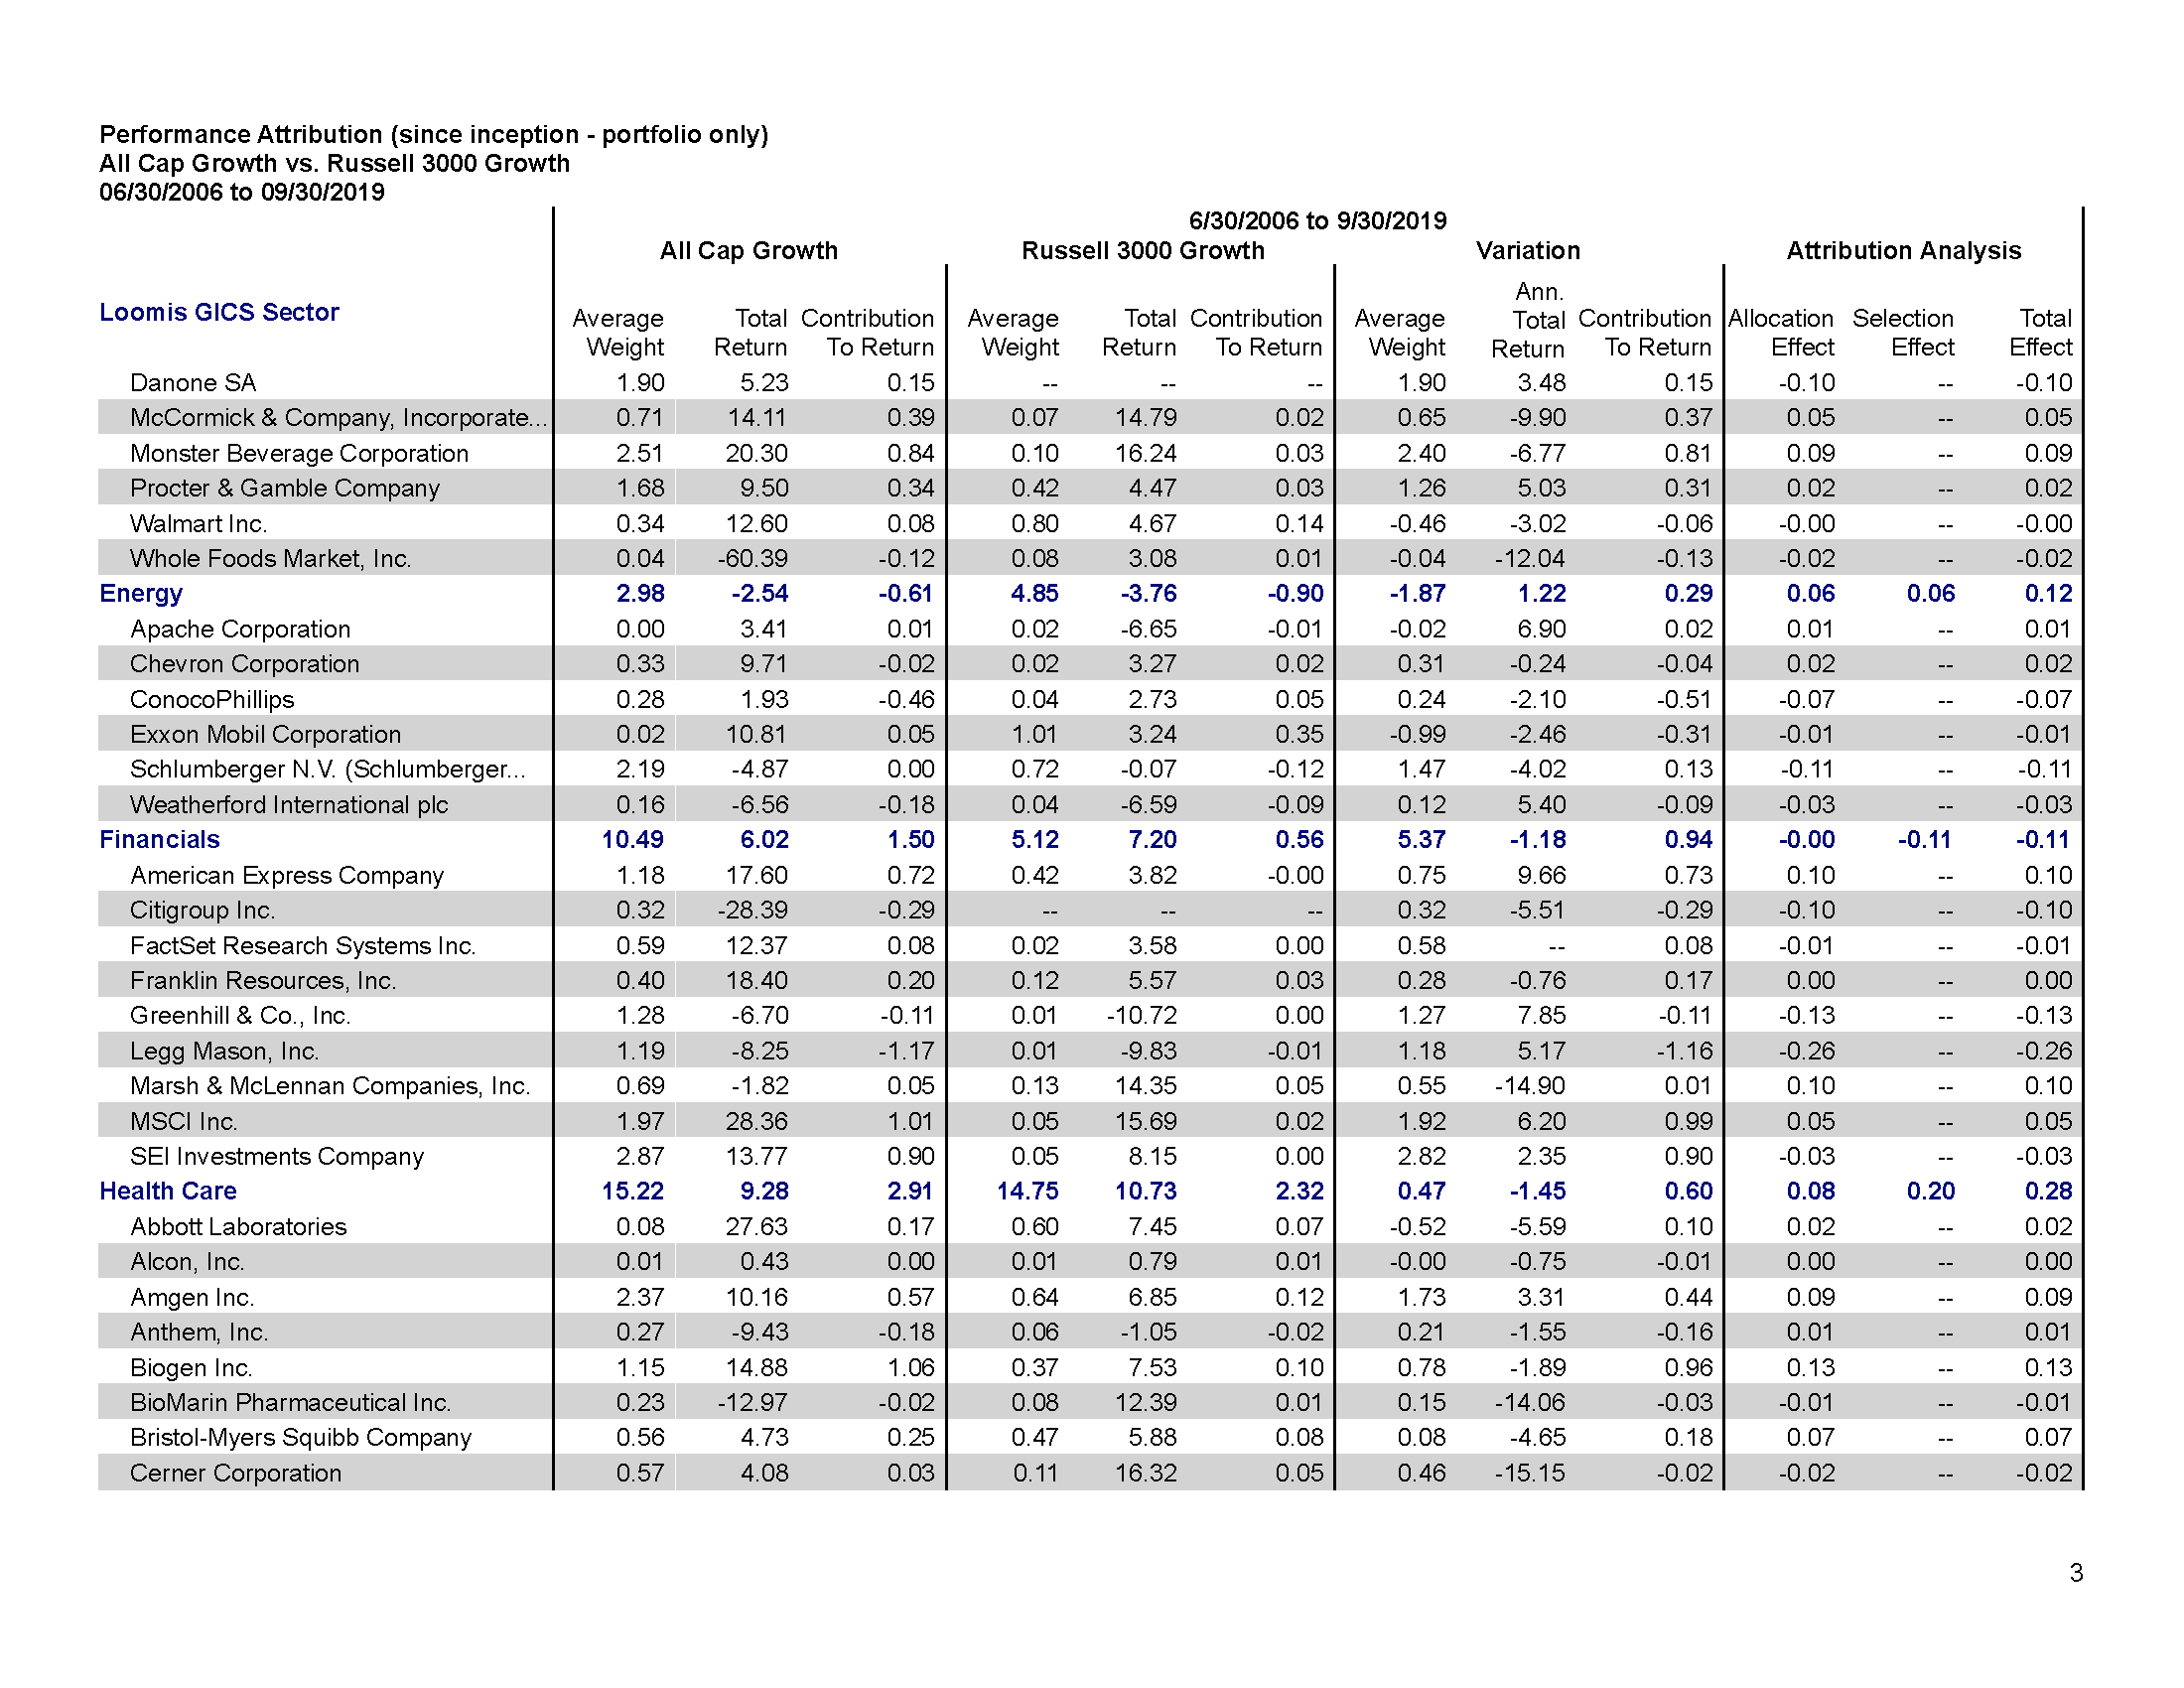 Performance Attribution (since inception - portfolio only)
All Cap Growth vs. Russell 3000 Growth
06/30/2006 to 09/30/2019
6/30/2006 to 9/30/2019
All Cap Growth Russell 3000 Growth Variation Attribution Analysis
Loomis GICS Sector
Ann.
Average Total Contribution Average Total Contribution Average Total Contribution Allocation Selection Total
Weight Return To Return Weight Return To Return Weight Return To Return Effect Effect Effect
Danone SA 1.90 5.23 0.15 -- -- -- 1.90 3.48 0.15 -0.10 -- -0.10
McCormick & Company, Incorporate... 0.71 14.11 0.39 0.07 14.79 0.02 0.65 -9.90 0.37 0.05 -- 0.05
Monster Beverage Corporation 2.51 20.30 0.84 0.10 16.24 0.03 2.40 -6.77 0.81 0.09 -- 0.09
Procter & Gamble Company 1.68 9.50 0.34 0.42 4.47 0.03 1.26 5.03 0.31 0.02 -- 0.02
Walmart Inc. 0.34 12.60 0.08 0.80 4.67 0.14 -0.46 -3.02 -0.06 -0.00 -- -0.00
Whole Foods Market, Inc. 0.04 -60.39 -0.12 0.08 3.08 0.01 -0.04 -12.04 -0.13 -0.02 -- -0.02
Energy 2.98 -2.54 -0.61 4.85 -3.76 -0.90 -1.87 1.22 0.29 0.06 0.06 0.12
Apache Corporation 0.00 3.41 0.01 0.02 -6.65 -0.01 -0.02 6.90 0.02 0.01 -- 0.01
Chevron Corporation 0.33 9.71 -0.02 0.02 3.27 0.02 0.31 -0.24 -0.04 0.02 -- 0.02
ConocoPhillips 0.28 1.93 -0.46 0.04 2.73 0.05 0.24 -2.10 -0.51 -0.07 -- -0.07
Exxon Mobil Corporation 0.02 10.81 0.05 1.01 3.24 0.35 -0.99 -2.46 -0.31 -0.01 -- -0.01
Schlumberger N.V. (Schlumberger... 2.19 -4.87 0.00 0.72 -0.07 -0.12 1.47 -4.02 0.13 -0.11 -- -0.11
Weatherford International plc 0.16 -6.56 -0.18 0.04 -6.59 -0.09 0.12 5.40 -0.09 -0.03 -- -0.03
Financials 10.49 6.02 1.50 5.12 7.20 0.56 5.37 -1.18 0.94 -0.00 -0.11 -0.11
American Express Company 1.18 17.60 0.72 0.42 3.82 -0.00 0.75 9.66 0.73 0.10 -- 0.10
Citigroup Inc. 0.32 -28.39 -0.29 -- -- -- 0.32 -5.51 -0.29 -0.10 -- -0.10
FactSet Research Systems Inc. 0.59 12.37 0.08 0.02 3.58 0.00 0.58 -- 0.08 -0.01 -- -0.01
Franklin Resources, Inc. 0.40 18.40 0.20 0.12 5.57 0.03 0.28 -0.76 0.17 0.00 -- 0.00
Greenhill & Co., Inc. 1.28 -6.70 -0.11 0.01 -10.72 0.00 1.27 7.85 -0.11 -0.13 -- -0.13
Legg Mason, Inc. 1.19 -8.25 -1.17 0.01 -9.83 -0.01 1.18 5.17 -1.16 -0.26 -- -0.26
Marsh & McLennan Companies, Inc. 0.69 -1.82 0.05 0.13 14.35 0.05 0.55 -14.90 0.01 0.10 -- 0.10
MSCI Inc. 1.97 28.36 1.01 0.05 15.69 0.02 1.92 6.20 0.99 0.05 -- 0.05
SEI Investments Company 2.87 13.77 0.90 0.05 8.15 0.00 2.82 2.35 0.90 -0.03 -- -0.03
Health Care 15.22 9.28 2.91 14.75 10.73 2.32 0.47 -1.45 0.60 0.08 0.20 0.28
Abbott Laboratories 0.08 27.63 0.17 0.60 7.45 0.07 -0.52 -5.59 0.10 0.02 -- 0.02
Alcon, Inc. 0.01 0.43 0.00 0.01 0.79 0.01 -0.00 -0.75 -0.01 0.00 -- 0.00
Amgen Inc. 2.37 10.16 0.57 0.64 6.85 0.12 1.73 3.31 0.44 0.09 -- 0.09
Anthem, Inc. 0.27 -9.43 -0.18 0.06 -1.05 -0.02 0.21 -1.55 -0.16 0.01 -- 0.01
Biogen Inc. 1.15 14.88 1.06 0.37 7.53 0.10 0.78 -1.89 0.96 0.13 -- 0.13
BioMarin Pharmaceutical Inc. 0.23 -12.97 -0.02 0.08 12.39 0.01 0.15 -14.06 -0.03 -0.01 -- -0.01
Bristol-Myers Squibb Company 0.56 4.73 0.25 0.47 5.88 0.08 0.08 -4.65 0.18 0.07 -- 0.07
Cerner Corporation 0.57 4.08 0.03 0.11 16.32 0.05 0.46 -15.15 -0.02 -0.02 -- -0.02
3